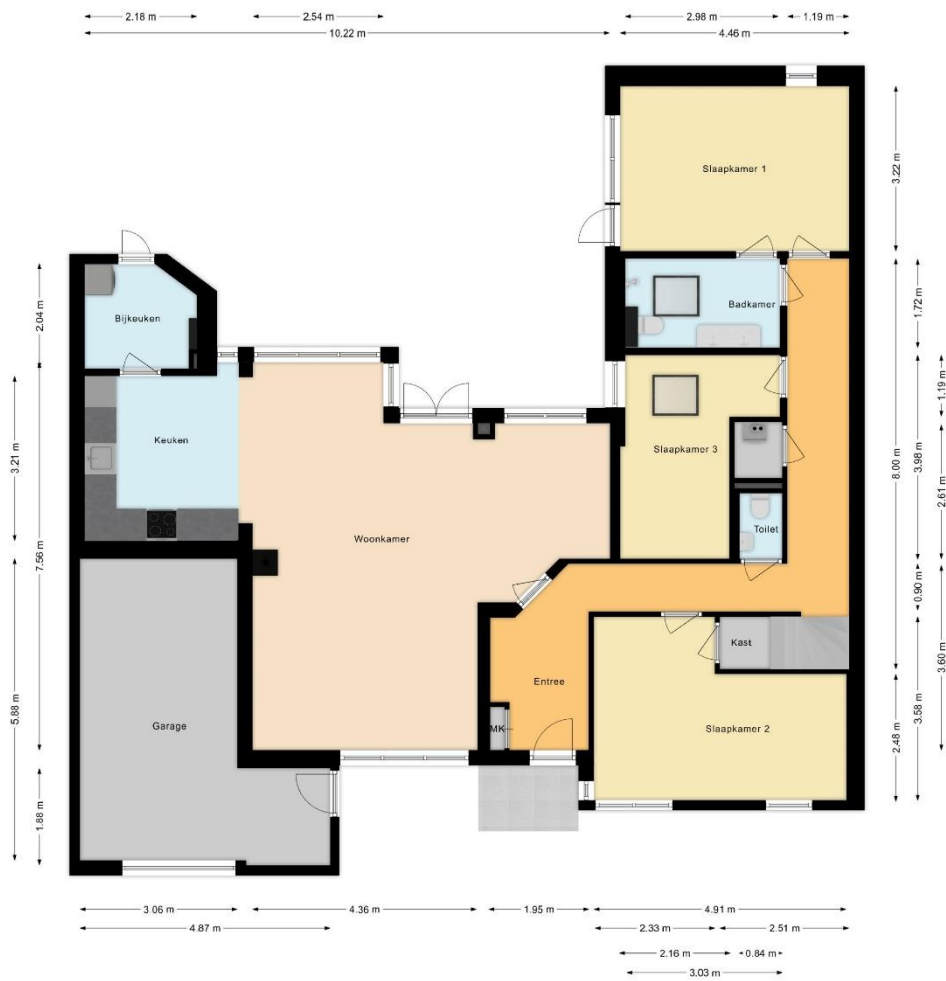 2.18 m
2.54 m
2.98 m
1.19 m
10.22 m
4.46 m
Slaapkamer 1
3.22 m
Bijkeuken
Badkamer
2.04 m
1.72 m
Keuken
Slaapkamer 3
3.21 m
1.19 m
3.98 m
8.00 m
2.61 m
Woonkamer
Toilet
7.56 m
0.90 m
Kast
3.60 m
Entree
5.88 m
Garage
MK
Slaapkamer 2
3.58 m
2.48 m
1.88 m
3.06 m
4.36 m
1.95 m
4.91 m
4.87 m
2.33 m
2.51 m
2.16 m
0.84 m
3.03 m